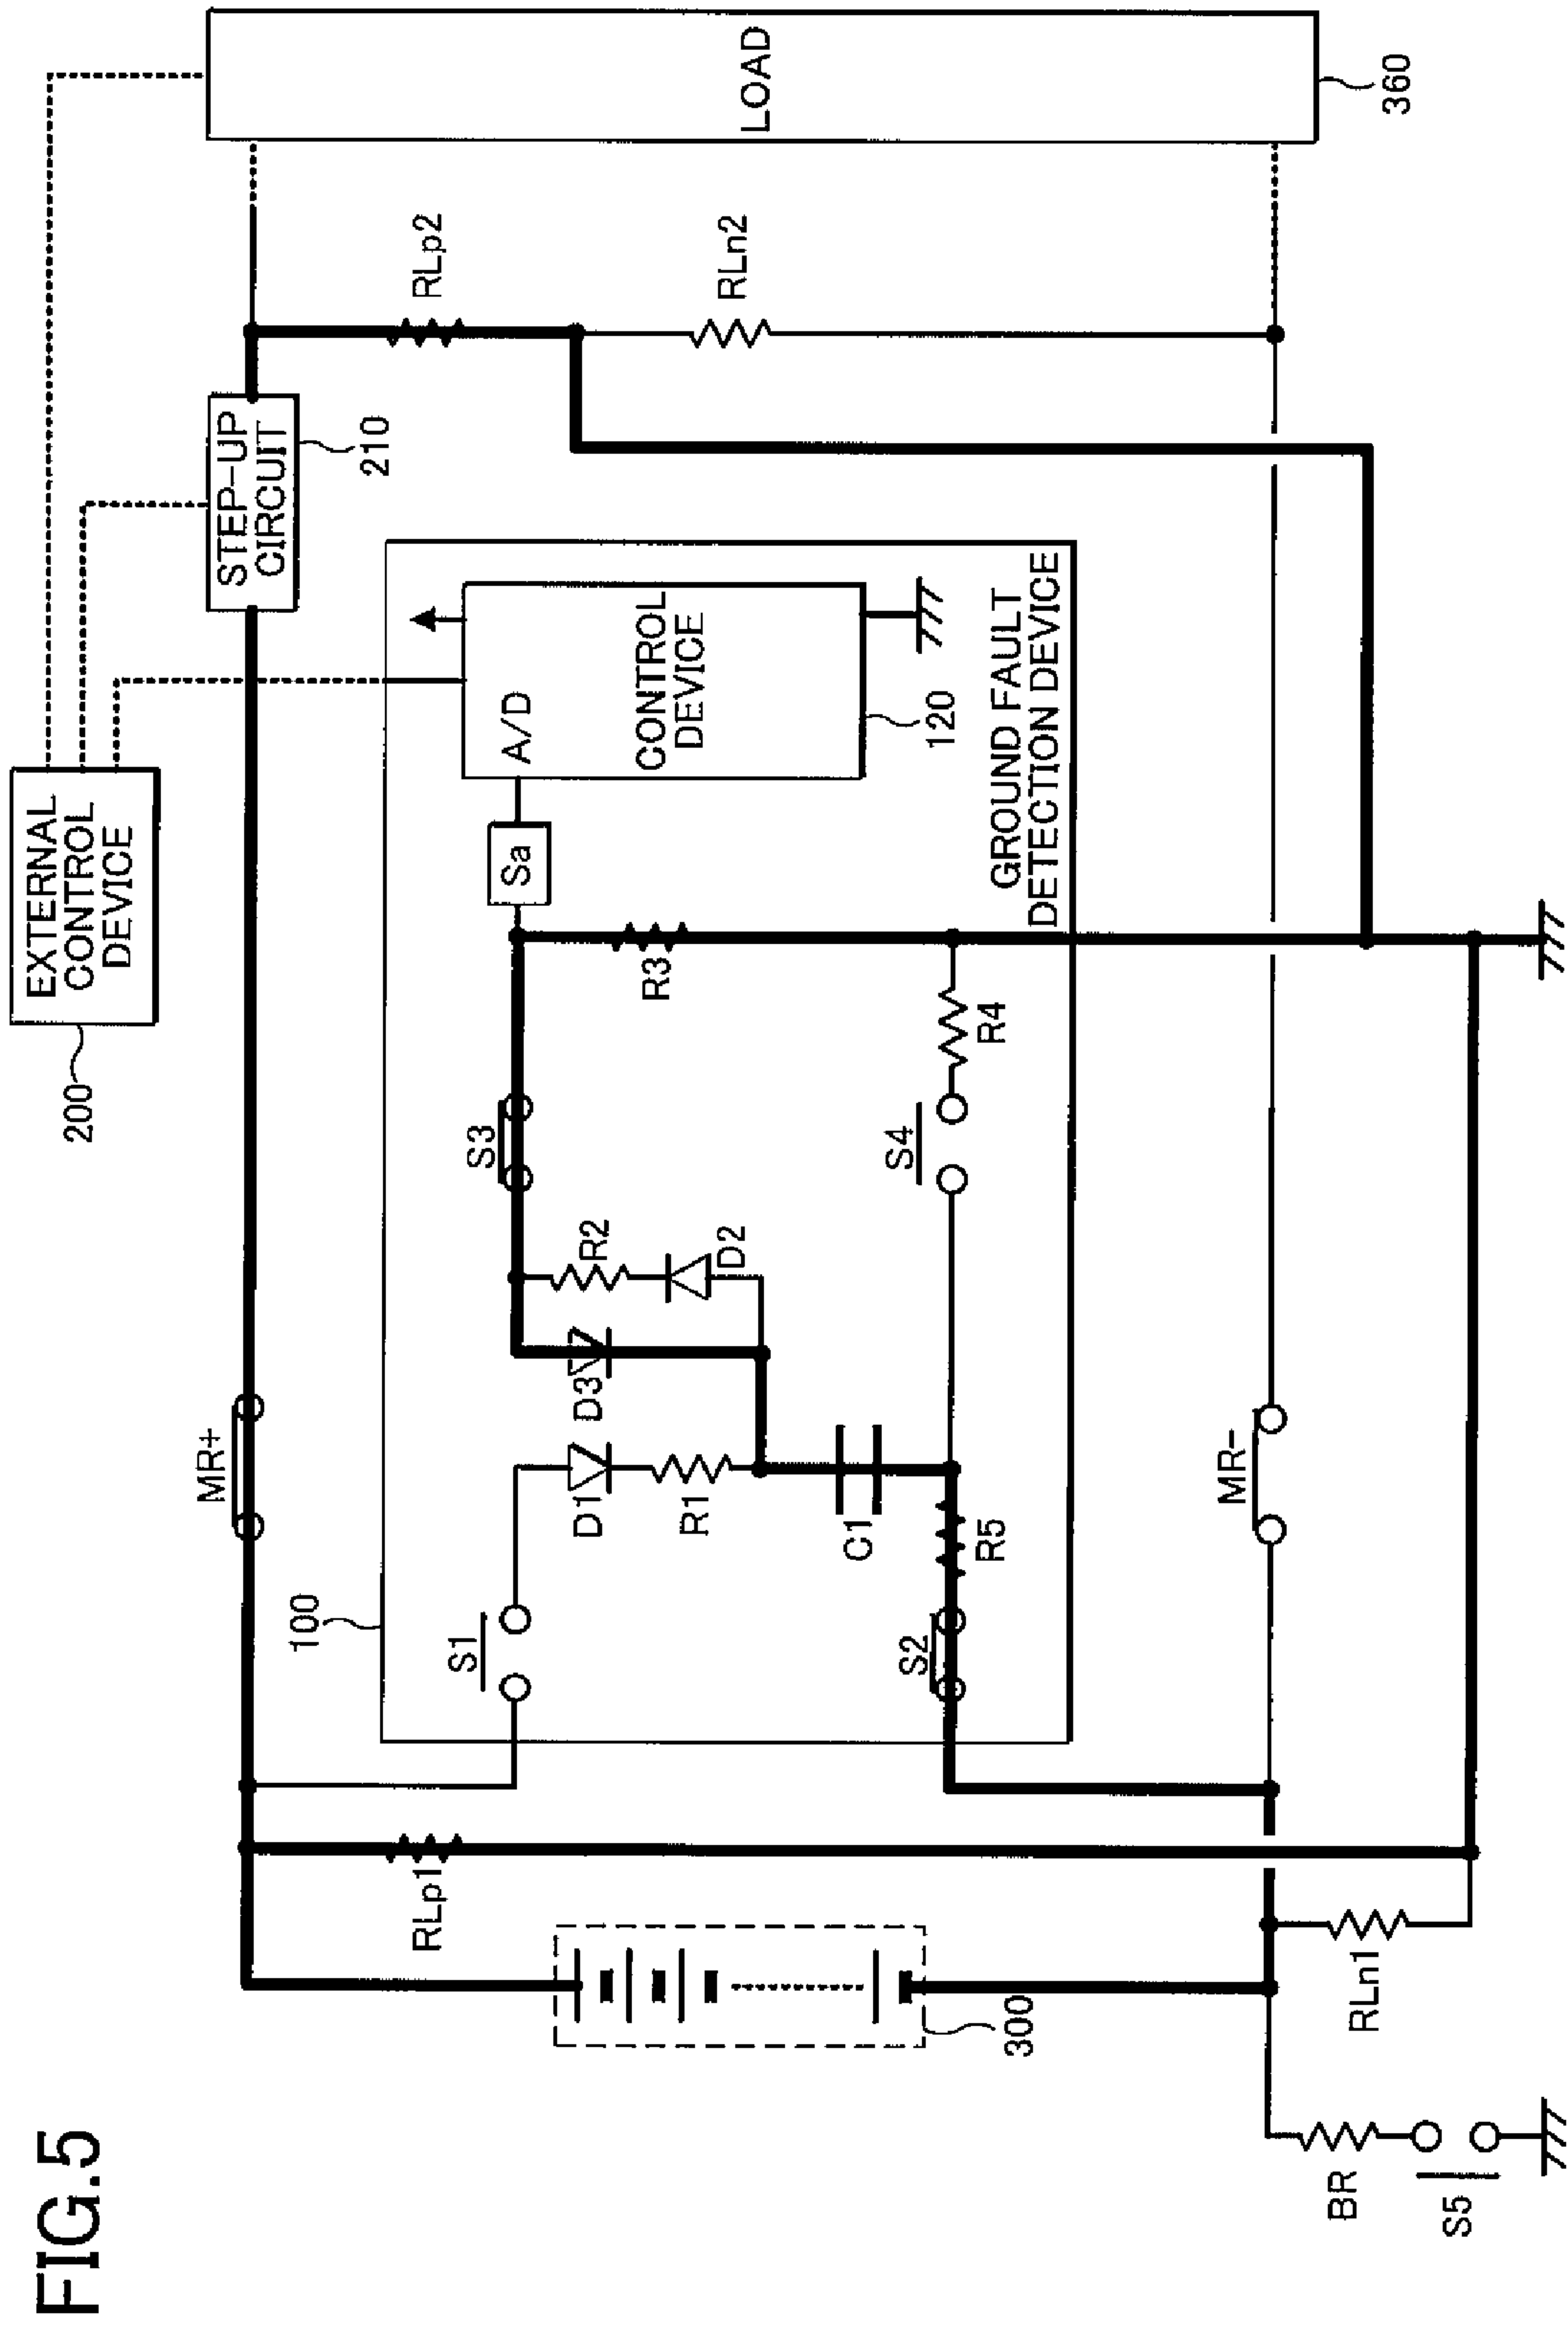 FIG.5
EXTERNAL
CONTROL
DEVICE
200
MR+
STEP-UP
CIRCUIT
210
LOAD
360
100
S1
D1
R1
D3
R2
D2
S3
R3
Sa
A/D
CONTROL
DEVICE
120
GROUND FAULT
DETECTION DEVICE
C1
S2
R5
S4
R4
RLp1
RLp2
RLn2
300
MR-
RLn1
BR
S5